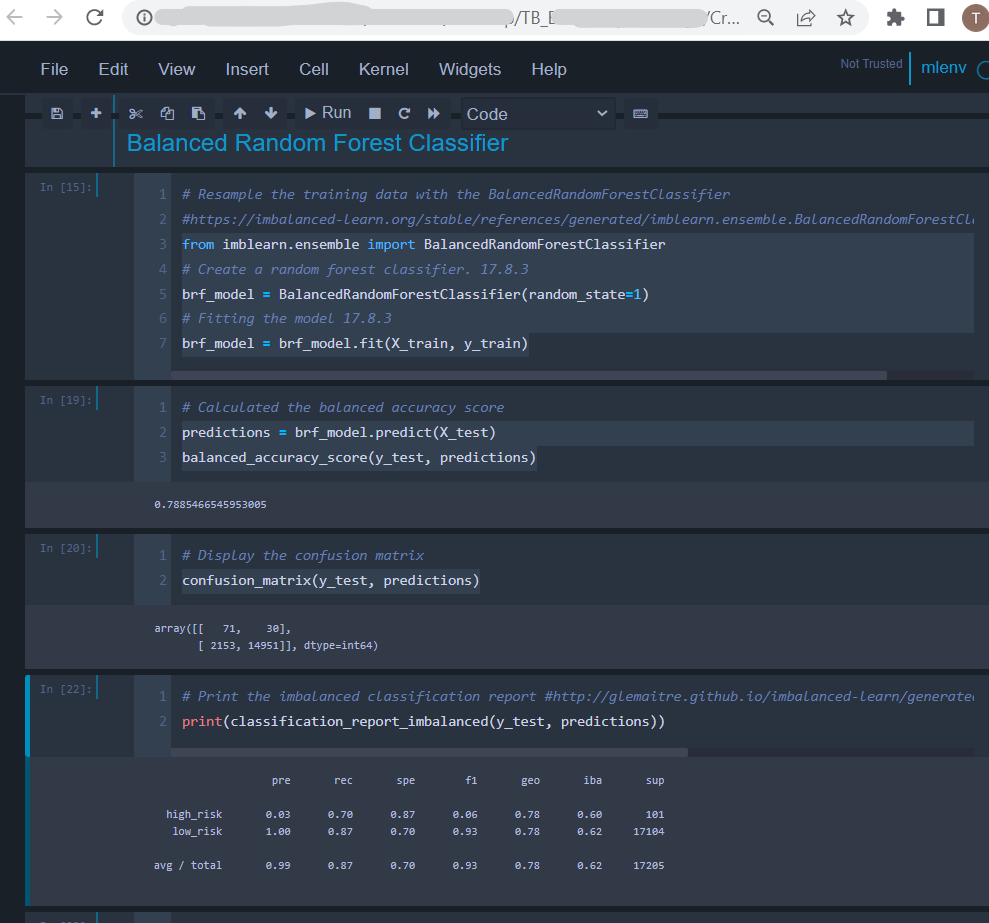 p/TB_ /Cr...
T
File Edit View Insert Cell Kernel Widgets Help Not Trusted mlenv
Run Code
Balanced Random Forest Classifier
In [15]:
1 # Resample the training data with the BalancedRandomForestClassifier
2 #https://imbalanced-learn.org/stable/references/generated/imblearn.ensemble.BalancedRandomForestCl
3 from imblearn.ensemble import BalancedRandomForestClassifier
4 # Create a random forest classifier. 17.8.3
5 brf_model = BalancedRandomForestClassifier(random_state=1)
6 # Fitting the model 17.8.3
7 brf_model = brf_model.fit(X_train, y_train)
In [19]:
1 # Calculated the balanced accuracy score
2 predictions = brf_model.predict(X_test)
3 balanced_accuracy_score(y_test, predictions)
0.7885466545953005
In [20]:
1 # Display the confusion matrix
2 confusion_matrix(y_test, predictions)
array([[ 71, 30],
[ 2153, 14951]], dtype=int64)
In [22]:
1 # Print the imbalanced classification report #http://glemaitre.github.io/imbalanced-learn/generated
2 print(classification_report_imbalanced(y_test, predictions))
pre rec spe f1 geo iba sup
high_risk 0.03 0.70 0.87 0.06 0.78 0.60 101
low_risk 1.00 0.87 0.70 0.93 0.78 0.62 17104
avg / total 0.99 0.87 0.70 0.93 0.78 0.62 17205